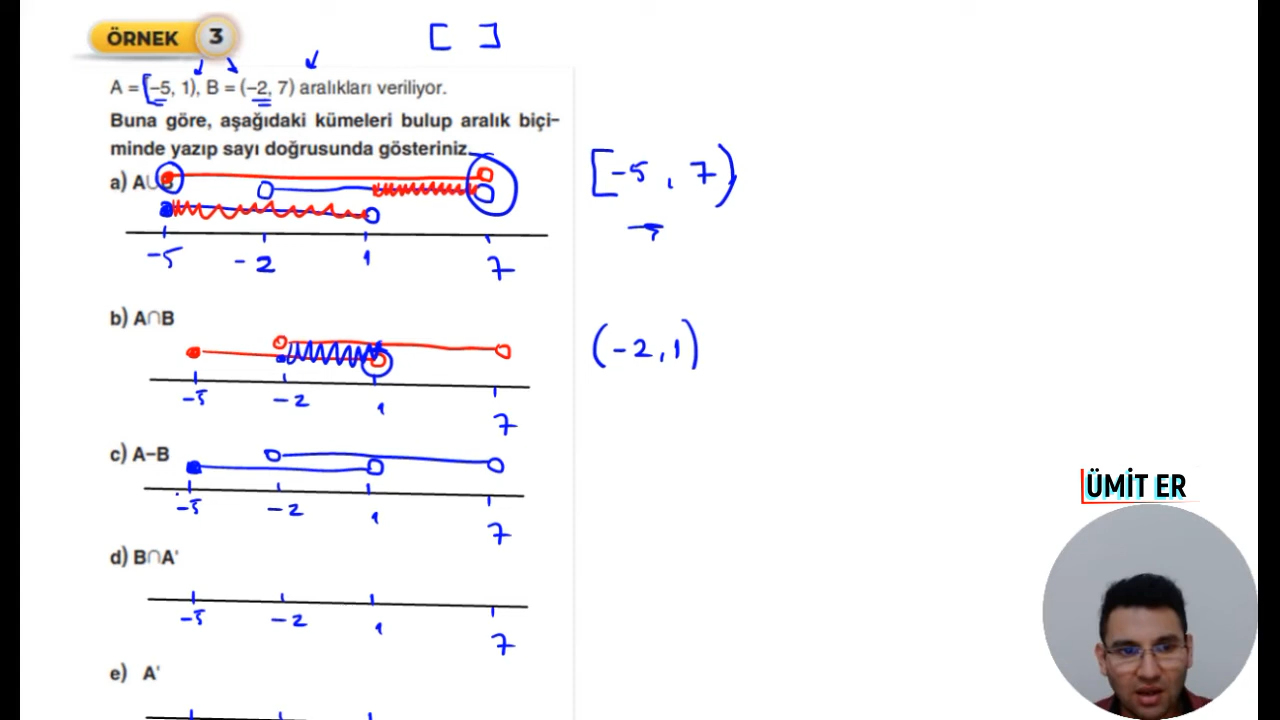 ÖRNEK 3
[ ]
A = [-5, 1), B = (-2, 7) aralıkları veriliyor.
Buna göre, aşağıdaki kümeleri bulup aralık biçi-
minde yazıp sayı doğrusunda gösteriniz.
a) A∪B
[-5, 7)
-5 -2 1 7
b) A∩B
(-2, 1)
-5 -2 1 7
c) A-B
-5 -2 1 7
ÜMİT ER
d) B∩A'
-5 -2 1 7
e) A'